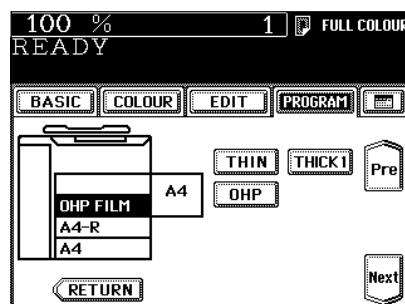 100 % 1 FULL COLOUR
READY
BASIC COLOUR EDIT PROGRAM
THIN THICK1 Pre
A4 OHP
OHP FILM
A4-R
A4
RETURN Next